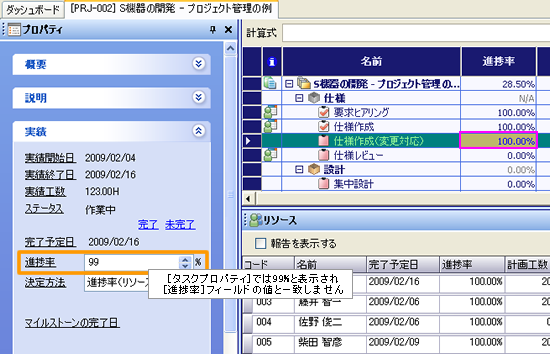 ダッシュボード [PRJ-002] S機器の開発 - プロジェクト管理の例
プロパティ
概要
説明
実績
実績開始日 2009/02/04
実績終了日 2009/02/16
実績工数 123.00H
ステータス 作業中
完了 未完了
完了予定日 2009/02/16
進捗率 99 %
決定方法 進捗率(リソー
マイルストーンの完了日
[タスクプロパティ]では99%と表示され
[進捗率]フィールドの値と一致しません
計算式
名前 進捗率
S機器の開発 - プロジェクト管理の... 28.50%
仕様 N/A
要求ヒアリング 100.00%
仕様作成 100.00%
仕様作成(変更対応) 100.00%
仕様レビュー 0.00%
設計 0.00%
集中設計 0.00%
リソース
報告を表示する
コード 名前 完了予定日 進捗率 計画工数
2009/02/16 100.00% 20
003 藤井 智一 2009/02/16 100.00%
004 佐野 俊二 2009/02/06 100.00%
005 柴田 智彦 2009/02/09 100.00% 20